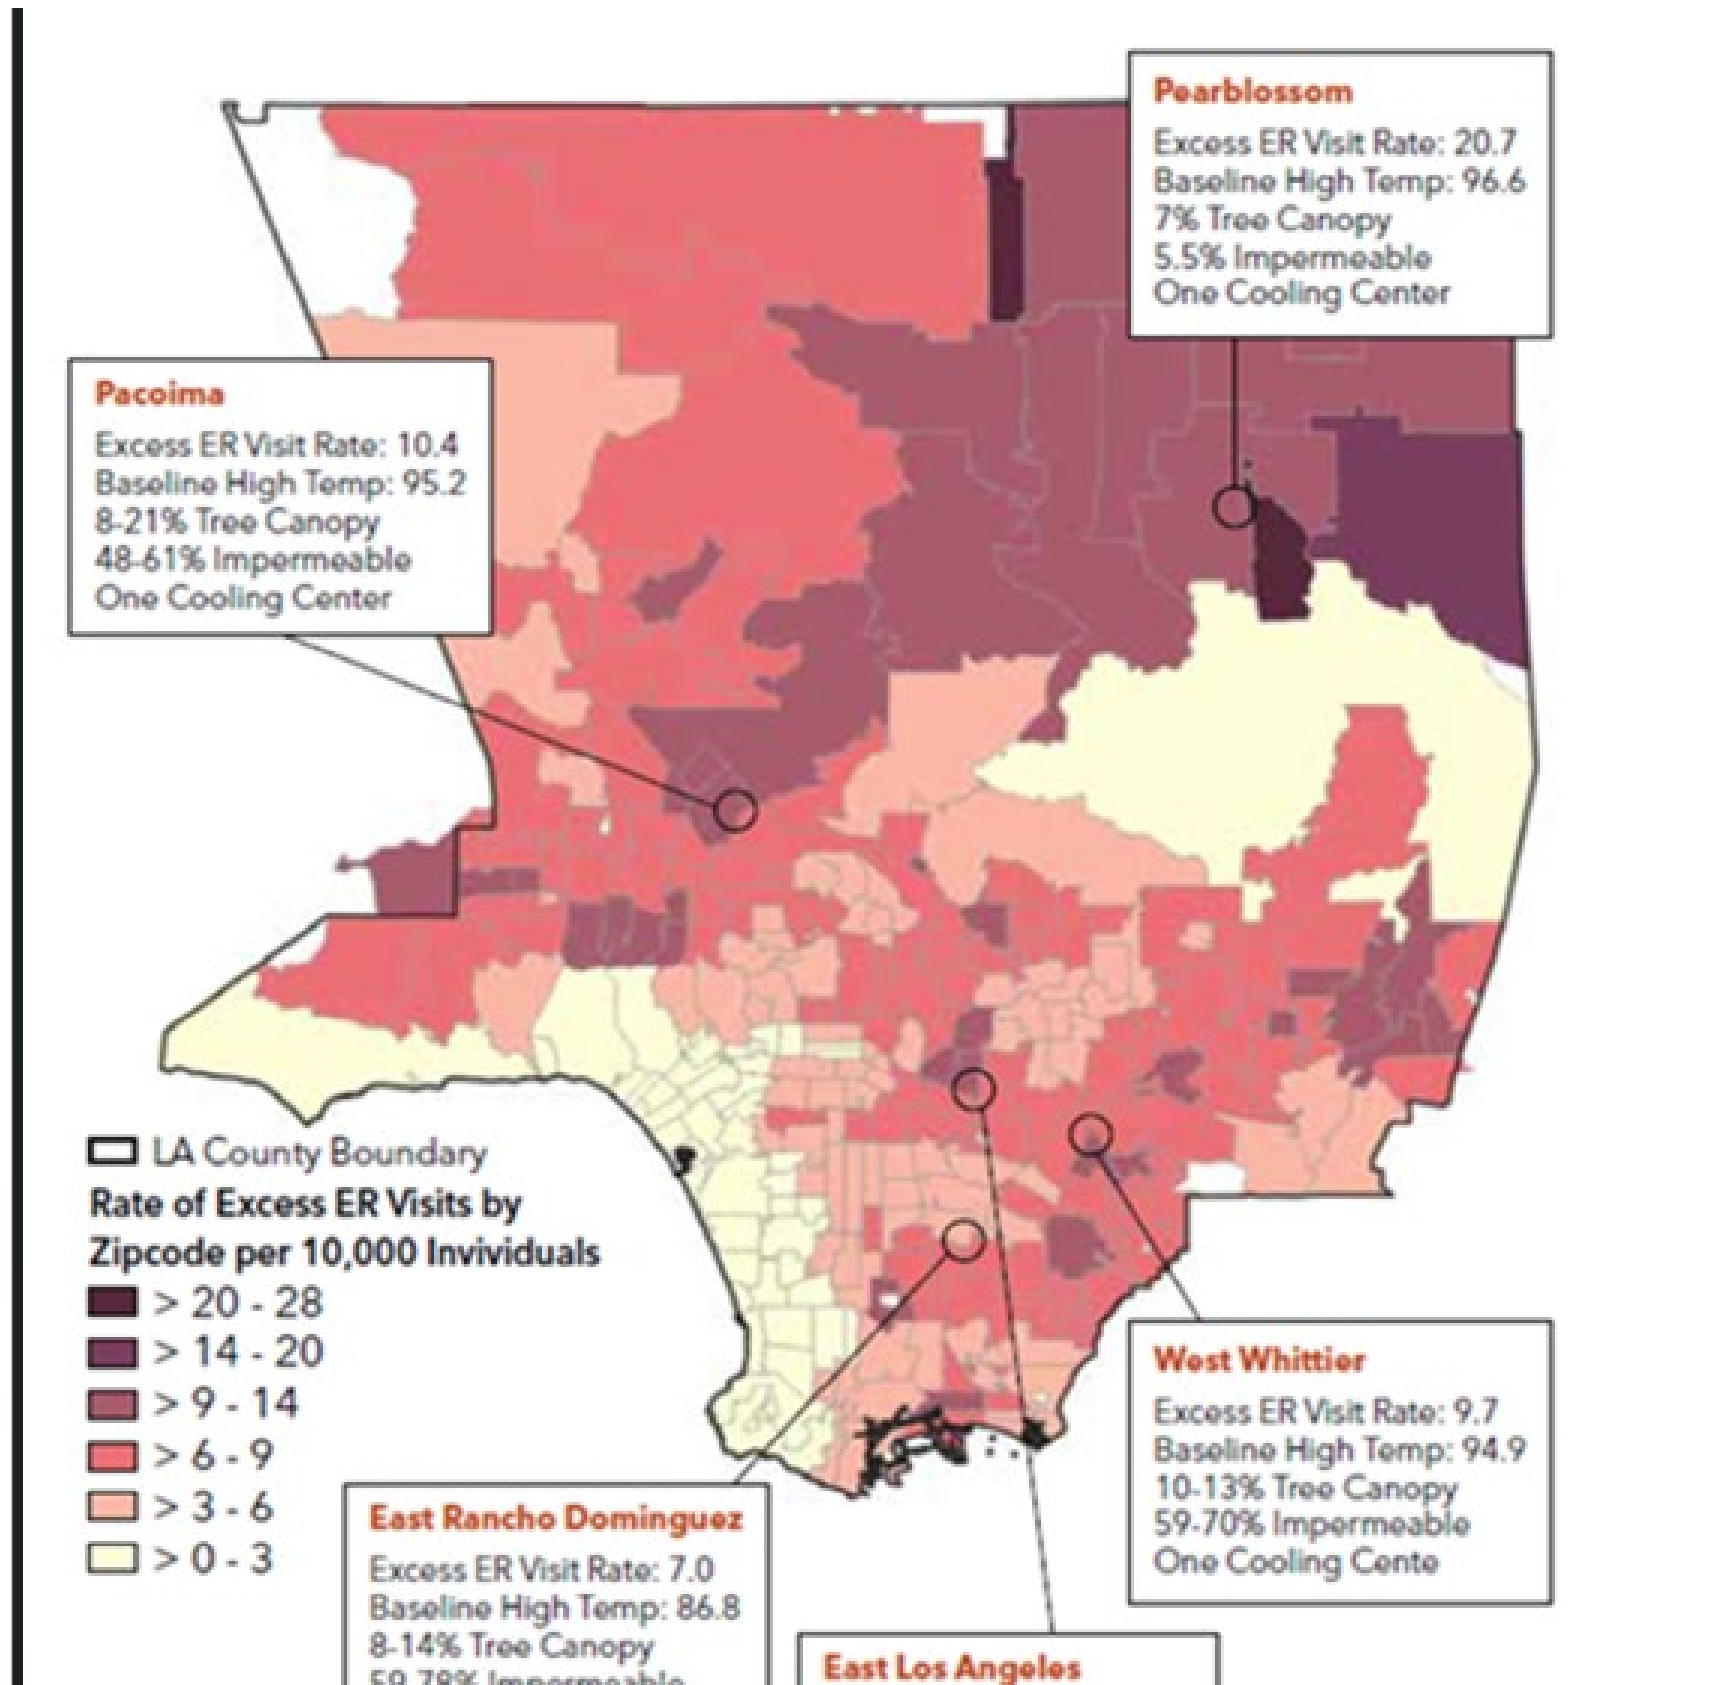 Pearblossom
Excess ER Visit Rate: 20.7
Baseline High Temp: 96.6
7% Tree Canopy
5.5% Impermeable
One Cooling Center
Pacoima
Excess ER Visit Rate: 10.4
Baseline High Temp: 95.2
8-21% Tree Canopy
48-61% Impermeable
One Cooling Center
LA County Boundary
Rate of Excess ER Visits by
Zipcode per 10,000 Invividuals
> 20 - 28
> 14 - 20
> 9 - 14
> 6 - 9
> 3 - 6
> 0 - 3
West Whittier
Excess ER Visit Rate: 9.7
Baseline High Temp: 94.9
10-13% Tree Canopy
59-70% Impermeable
One Cooling Cente
East Rancho Dominguez
Excess ER Visit Rate: 7.0
Baseline High Temp: 86.8
8-14% Tree Canopy
59-78% Impermeable
East Los Angeles